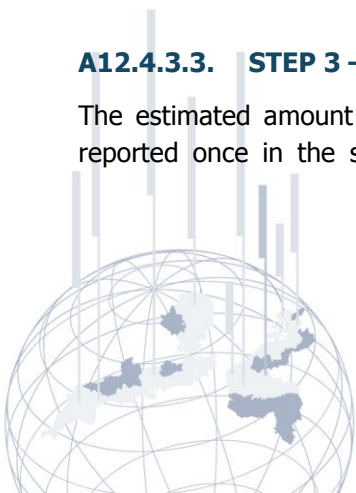 A12.4.3.3. STEP 3 -
The estimated amount
reported once in the s